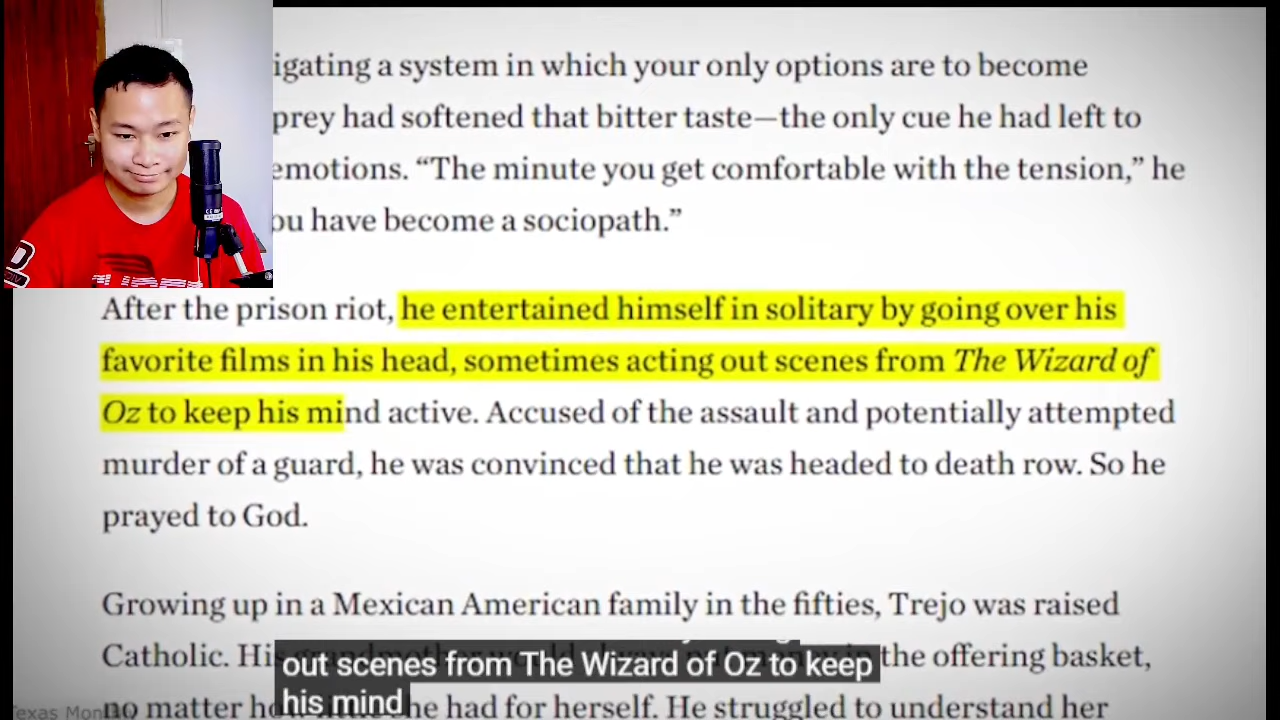 igating a system in which your only options are to become
prey had softened that bitter taste—the only cue he had left to
emotions. “The minute you get comfortable with the tension,” he
ou have become a sociopath.”
After the prison riot, he entertained himself in solitary by going over his
favorite films in his head, sometimes acting out scenes from The Wizard of
Oz to keep his mind active. Accused of the assault and potentially attempted
murder of a guard, he was convinced that he was headed to death row. So he
prayed to God.
Growing up in a Mexican American family in the fifties, Trejo was raised
Catholic. His the offering basket,
out scenes from The Wizard of Oz to keep
his mind
no matter he had for herself. He struggled to understand her